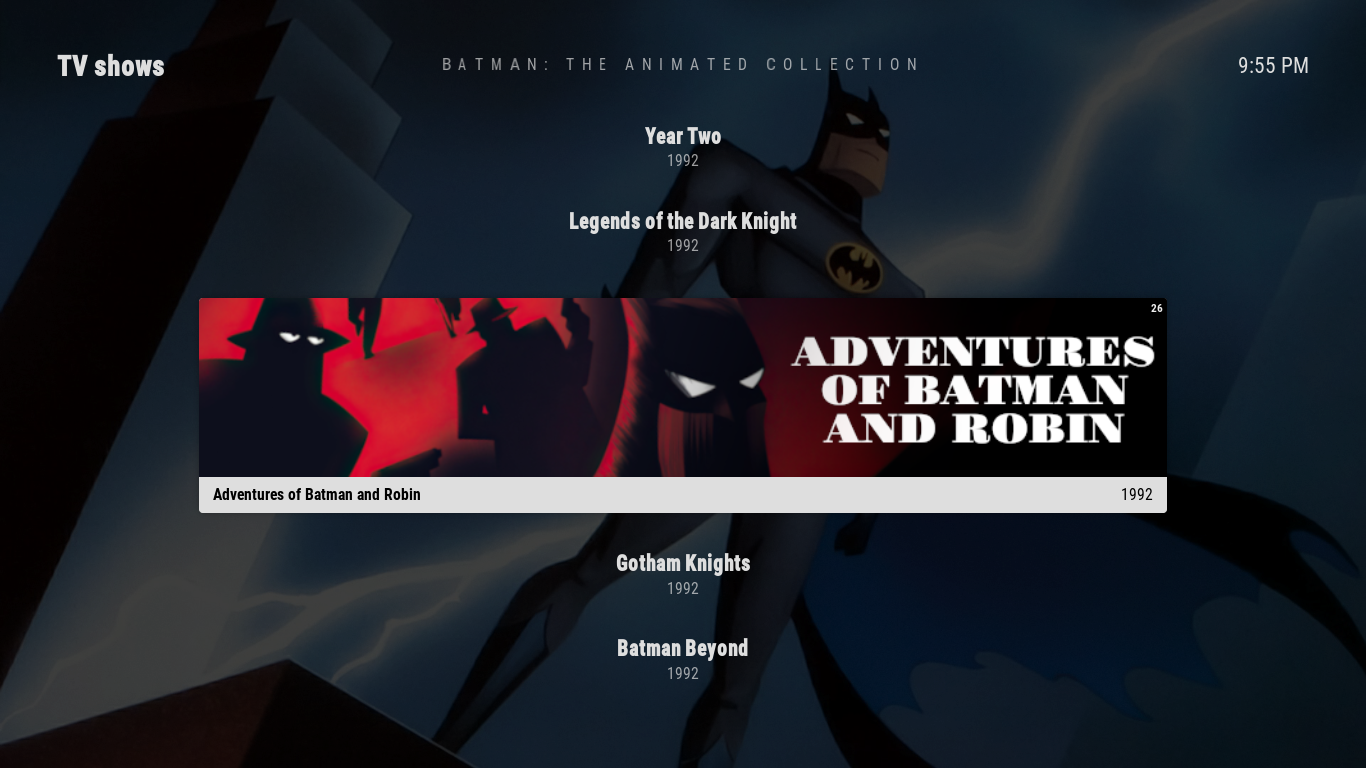 TV shows
BATMAN: THE ANIMATED COLLECTION
9:55 PM
Year Two
1992
Legends of the Dark Knight
1992
26
ADVENTURES
OF BATMAN
AND ROBIN
Adventures of Batman and Robin
1992
Gotham Knights
1992
Batman Beyond
1992